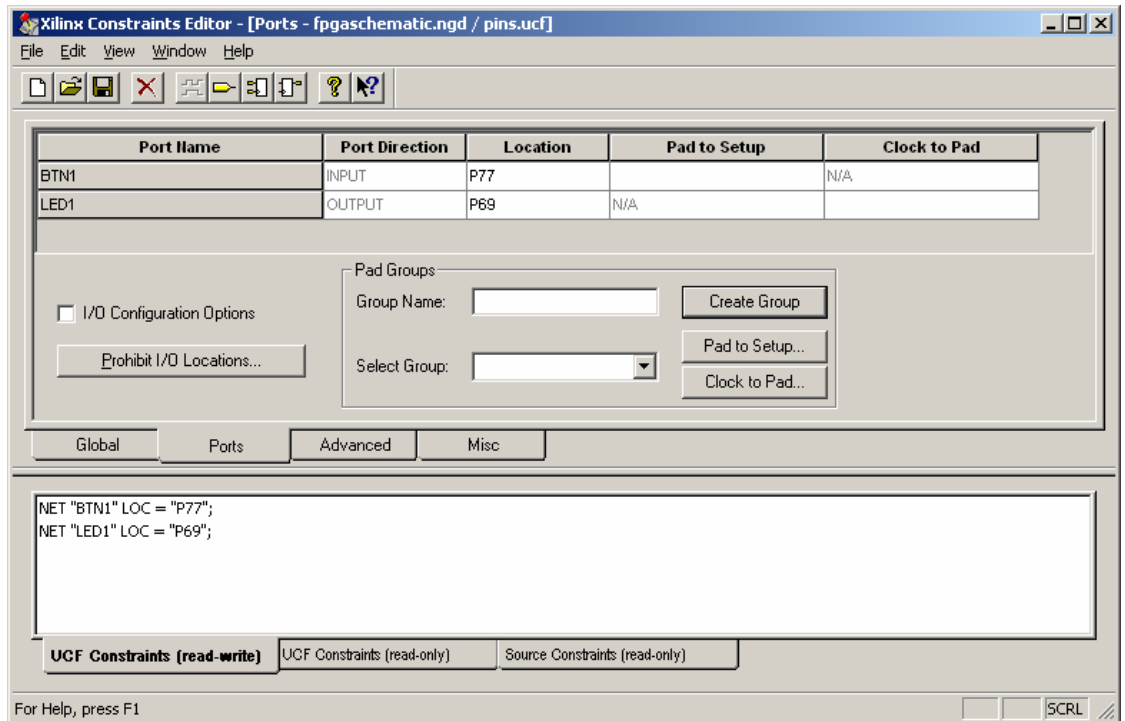 Xilinx Constraints Editor - [Ports - fpgaschematic.ngd / pins.ucf]
File Edit View Window Help
Port Name Port Direction Location Pad to Setup Clock to Pad
BTN1 INPUT P77 N/A
LED1 OUTPUT P69 N/A
Pad Groups
I/O Configuration Options
Prohibit I/O Locations...
Group Name:
Create Group
Select Group:
Pad to Setup...
Clock to Pad...
Global Ports Advanced Misc
NET "BTN1" LOC = "P77";
NET "LED1" LOC = "P69";
UCF Constraints (read-write) UCF Constraints (read-only) Source Constraints (read-only)
For Help, press F1 SCRL